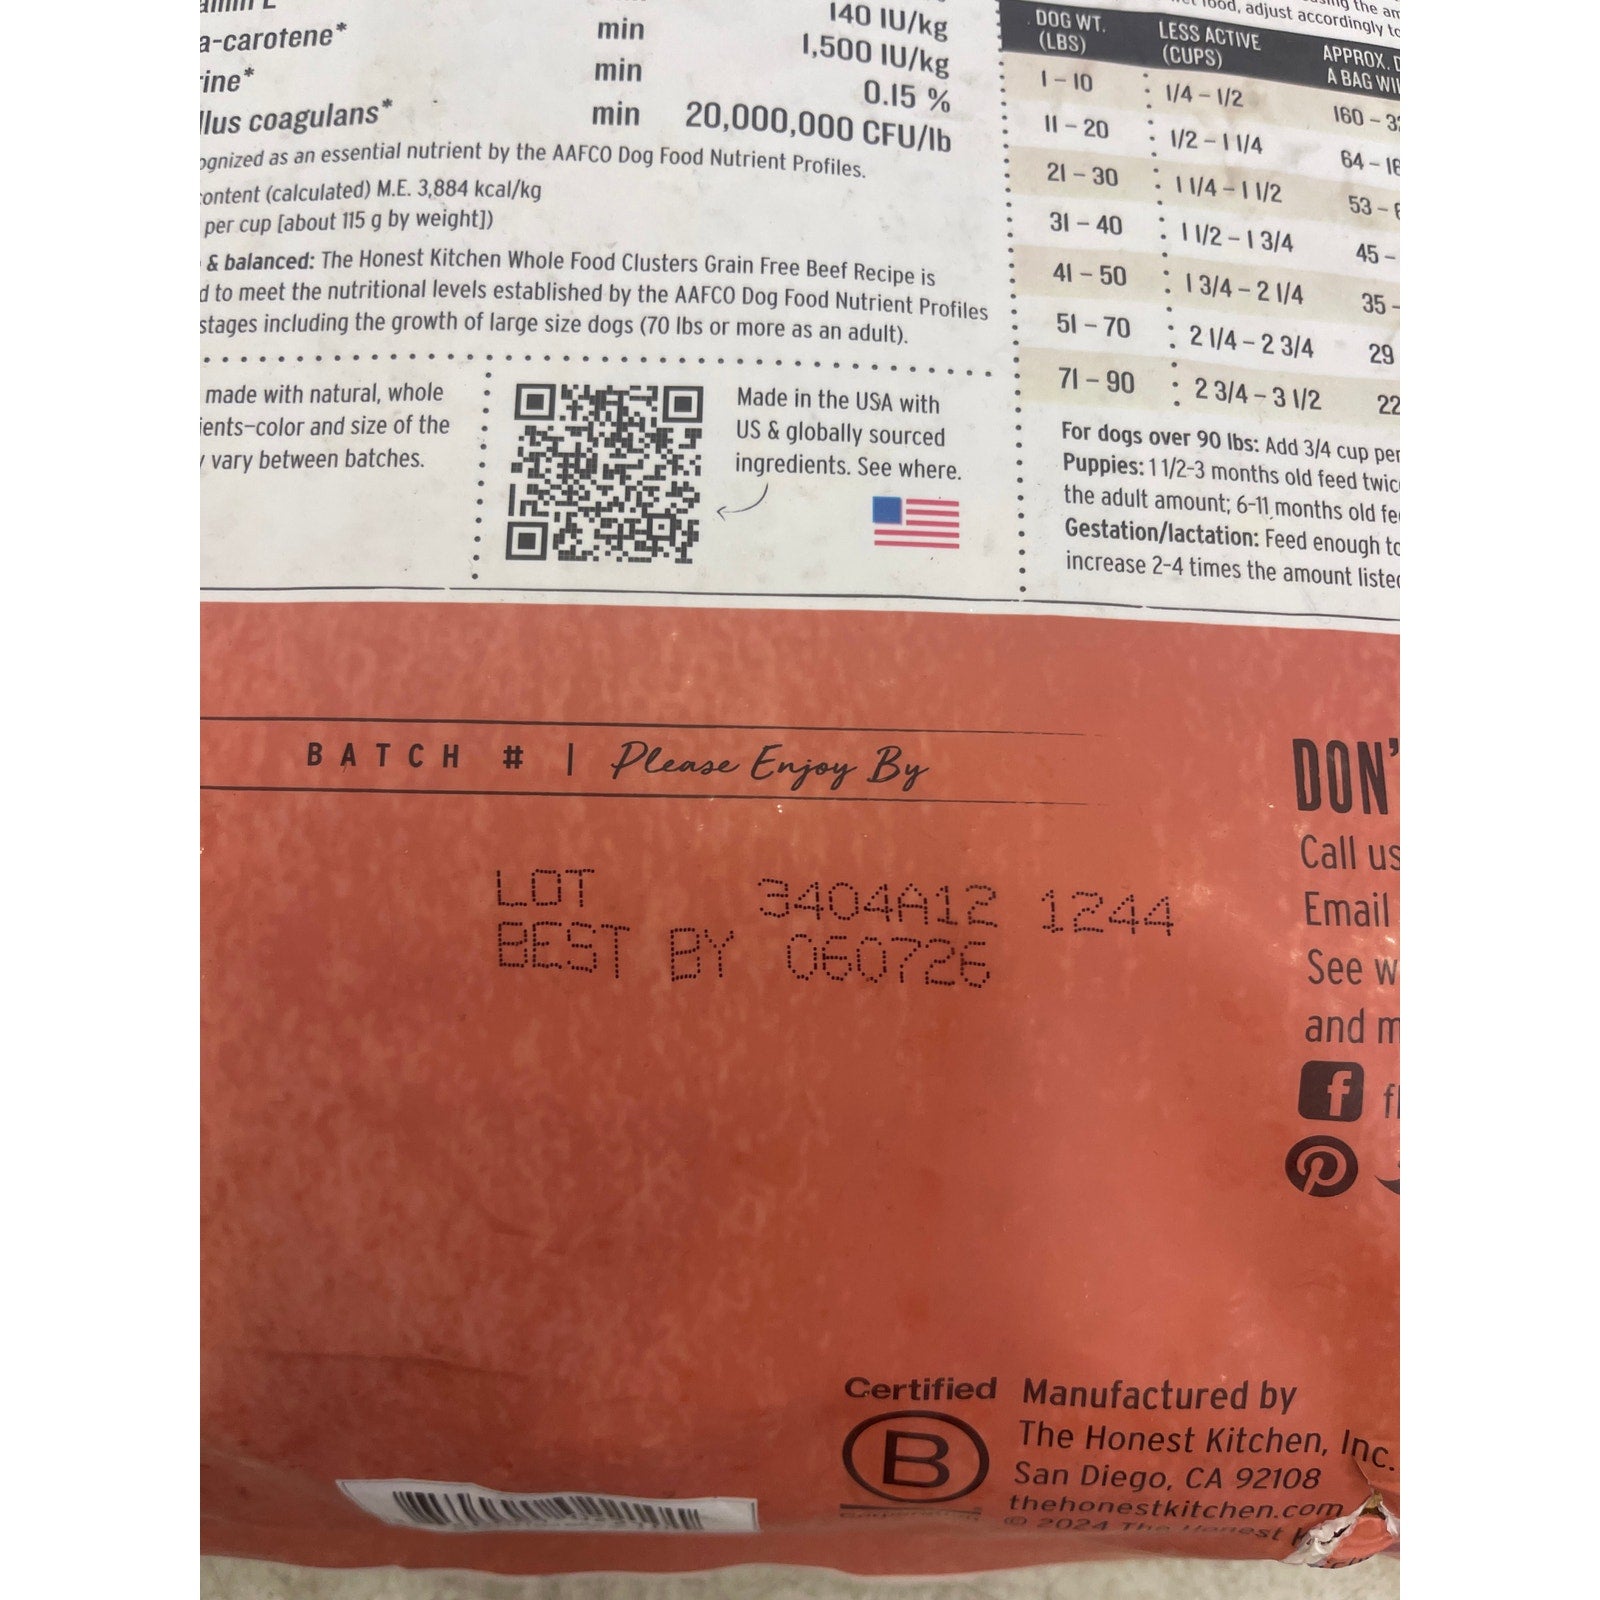 140 IU/kg
a-carotene* min 1,500 IU/kg
rine* min 0.15 %
llus coagulans* min 20,000,000 CFU/lb
ognized as an essential nutrient by the AAFCO Dog Food Nutrient Profiles.
content (calculated) M.E. 3,884 kcal/kg
per cup [about 115 g by weight])
& balanced: The Honest Kitchen Whole Food Clusters Grain Free Beef Recipe is
d to meet the nutritional levels established by the AAFCO Dog Food Nutrient Profiles
stages including the growth of large size dogs (70 lbs or more as an adult).
made with natural, whole
ients-color and size of the
vary between batches.
Made in the USA with
US & globally sourced
ingredients. See where.
food, adjust accordingly to
DOG WT. (LBS) LESS ACTIVE (CUPS) APPROX. D
A BAG WIL
1 - 10 1/4 - 1/2 160 - 3
11 - 20 1/2 - 1 1/4 64 - 16
21 - 30 1 1/4 - 1 1/2 53 -
31 - 40 1 1/2 - 1 3/4 45 -
41 - 50 1 3/4 - 2 1/4 35 -
51 - 70 2 1/4 - 2 3/4 29
71 - 90 2 3/4 - 3 1/2 22
For dogs over 90 lbs: Add 3/4 cup per
Puppies: 1 1/2-3 months old feed twic
the adult amount; 6-11 months old fe
Gestation/lactation: Feed enough to
increase 2-4 times the amount listed
BATCH # | Please Enjoy By
LOT 3404A12 1244
BEST BY 060726
DON'
Call us
Email
See w
and m
f
Certified
B
Manufactured by
The Honest Kitchen, Inc.
San Diego, CA 92108
thehonestkitchen.com
© 2024 The Honest